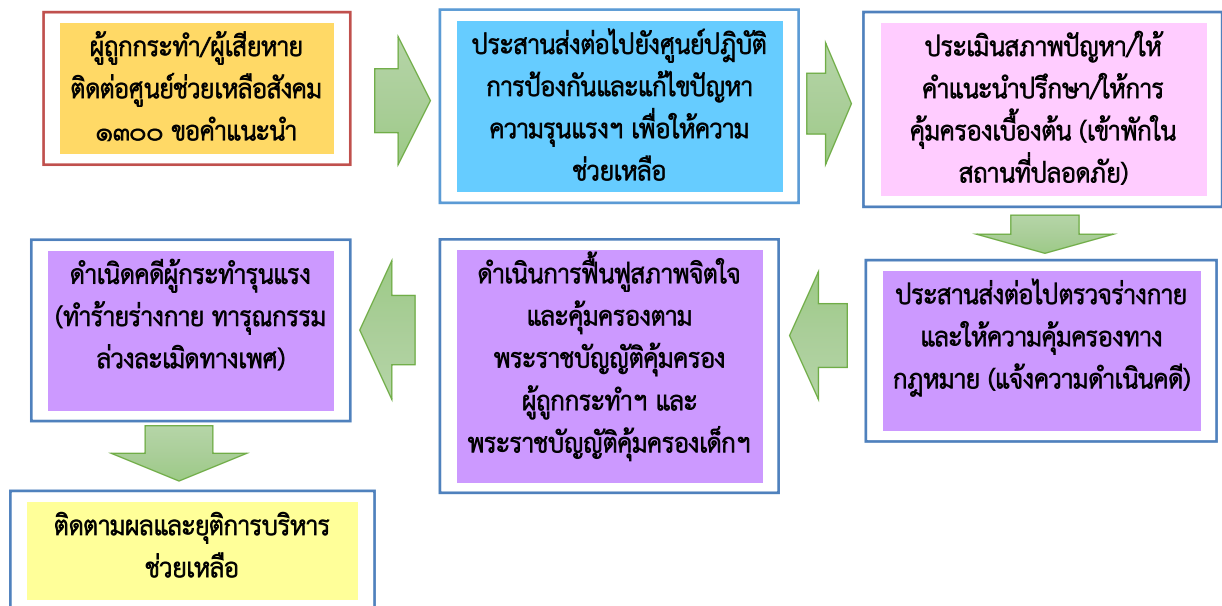 ผู้ถูกกระทำ/ผู้เสียหาย
ติดต่อศูนย์ช่วยเหลือสังคม
๑๓๐๐ ขอคำแนะนำ
ประสานส่งต่อไปยังศูนย์ปฎิบัติ
การป้องกันและแก้ไขปัญหา
ความรุนแรงฯ เพื่อให้ความ
ช่วยเหลือ
ประเมินสภาพปัญหา/ให้
คำแนะนำปรึกษา/ให้การ
คุ้มครองเบื้องต้น (เข้าพักใน
สถานที่ปลอดภัย)
ประสานส่งต่อไปตรวจร่างกาย
และให้ความคุ้มครองทาง
กฎหมาย (แจ้งความดำเนินคดี)
ดำเนินการฟื้นฟูสภาพจิตใจ
และคุ้มครองตาม
พระราชบัญญัติคุ้มครอง
ผู้ถูกกระทำฯ และ
พระราชบัญญัติคุ้มครองเด็กฯ
ดำเนิดคดีผู้กระทำรุนแรง
(ทำร้ายร่างกาย ทารุณกรรม
ล่วงละเมิดทางเพศ)
ติดตามผลและยุติการบริหาร
ช่วยเหลือ